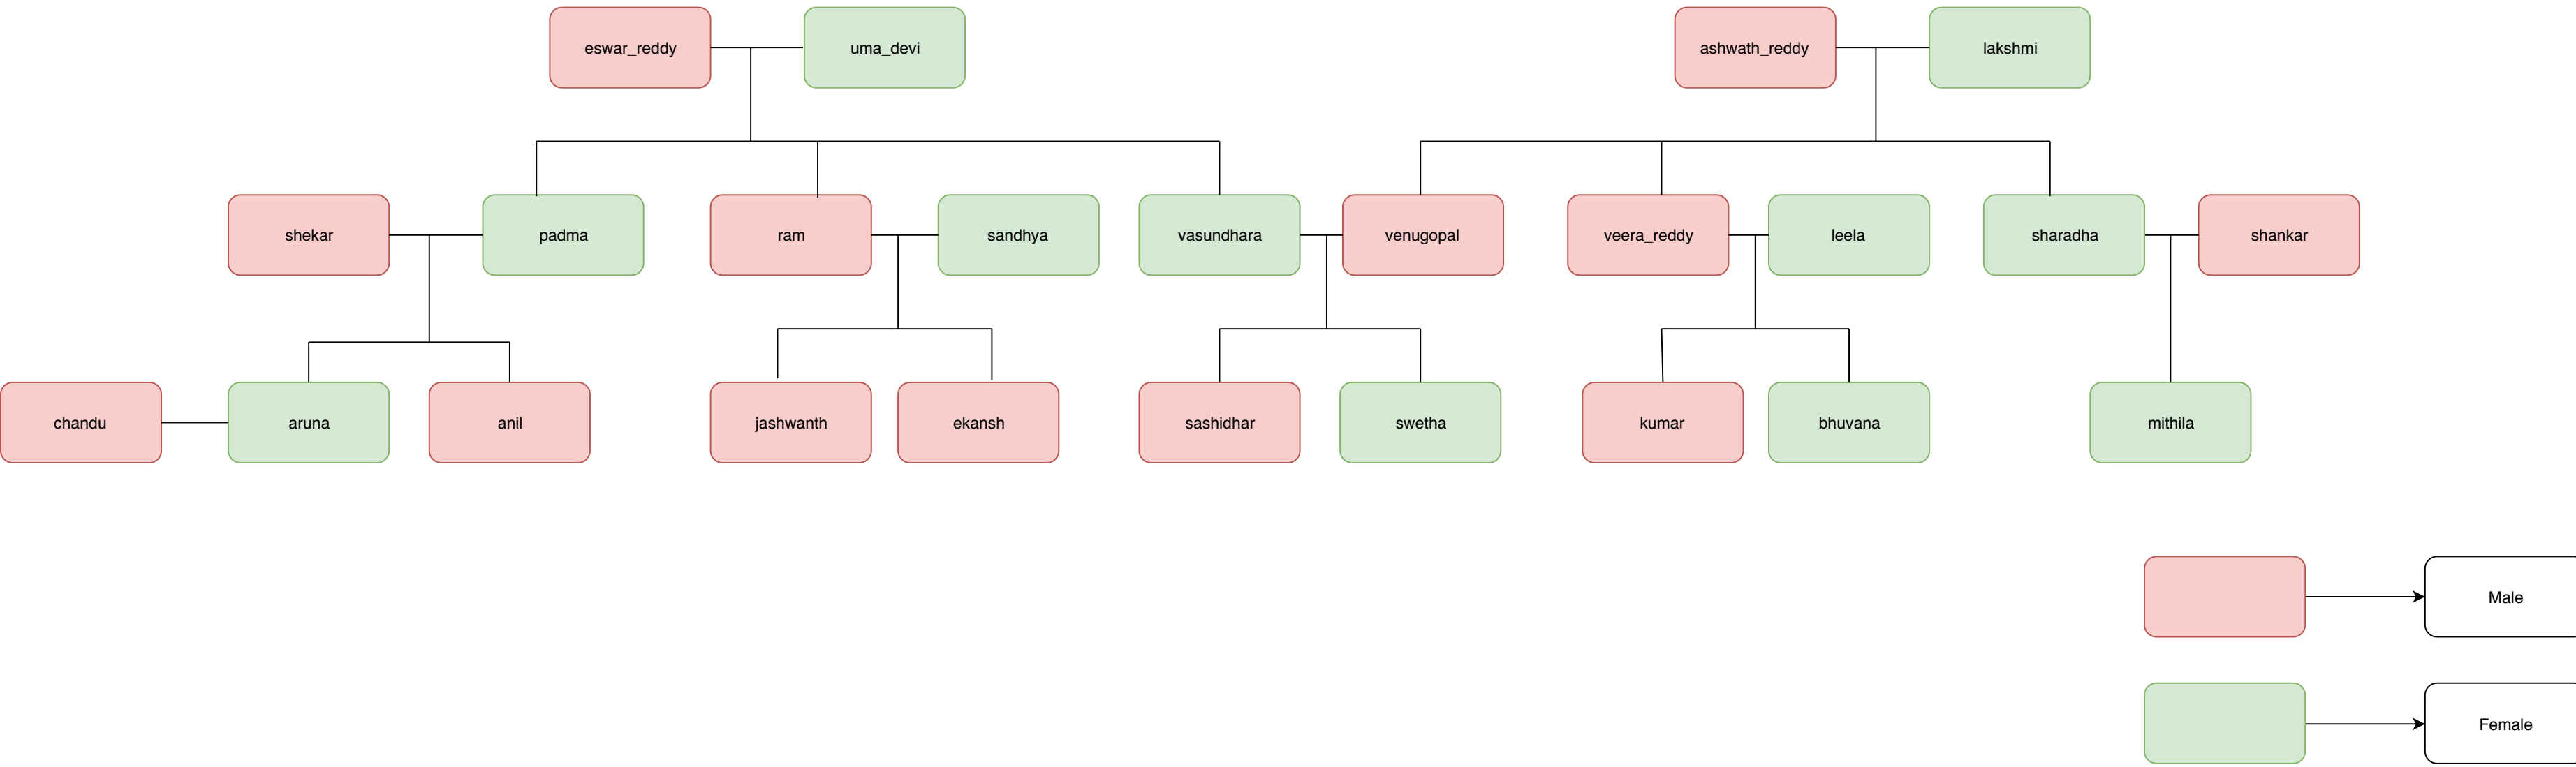 eswar_reddy
uma_devi
ashwath_reddy
lakshmi
shekar
padma
ram
sandhya
vasundhara
venugopal
veera_reddy
leela
sharadha
shankar
chandu
aruna
anil
jashwanth
ekansh
sashidhar
swetha
kumar
bhuvana
mithila
Male
Female